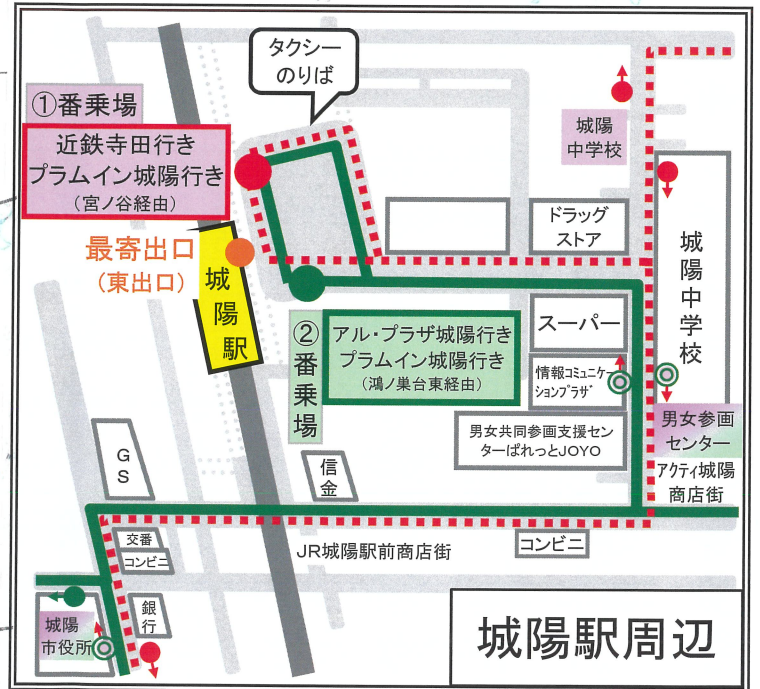 タクシー
のりば
①番乗場
近鉄寺田行き
プラムイン城陽行き
(宮ノ谷経由)
最寄出口
(東出口)
城
陽
駅
城陽
中学校
ドラッグ
ストア
城
陽
中
学
校
②
番
乗
場
アル・プラザ城陽行き
プラムイン城陽行き
(鴻ノ巣台東経由)
スーパー
情報コミュニケー
ションプラザ
男女共同参画支援セン
ターぱれっとJOYO
男女参画
センター
アクティ城陽
商店街
G
S
信
金
交番
コンビニ
JR城陽駅前商店街
コンビニ
銀
行
城陽
市役所
城陽駅周辺